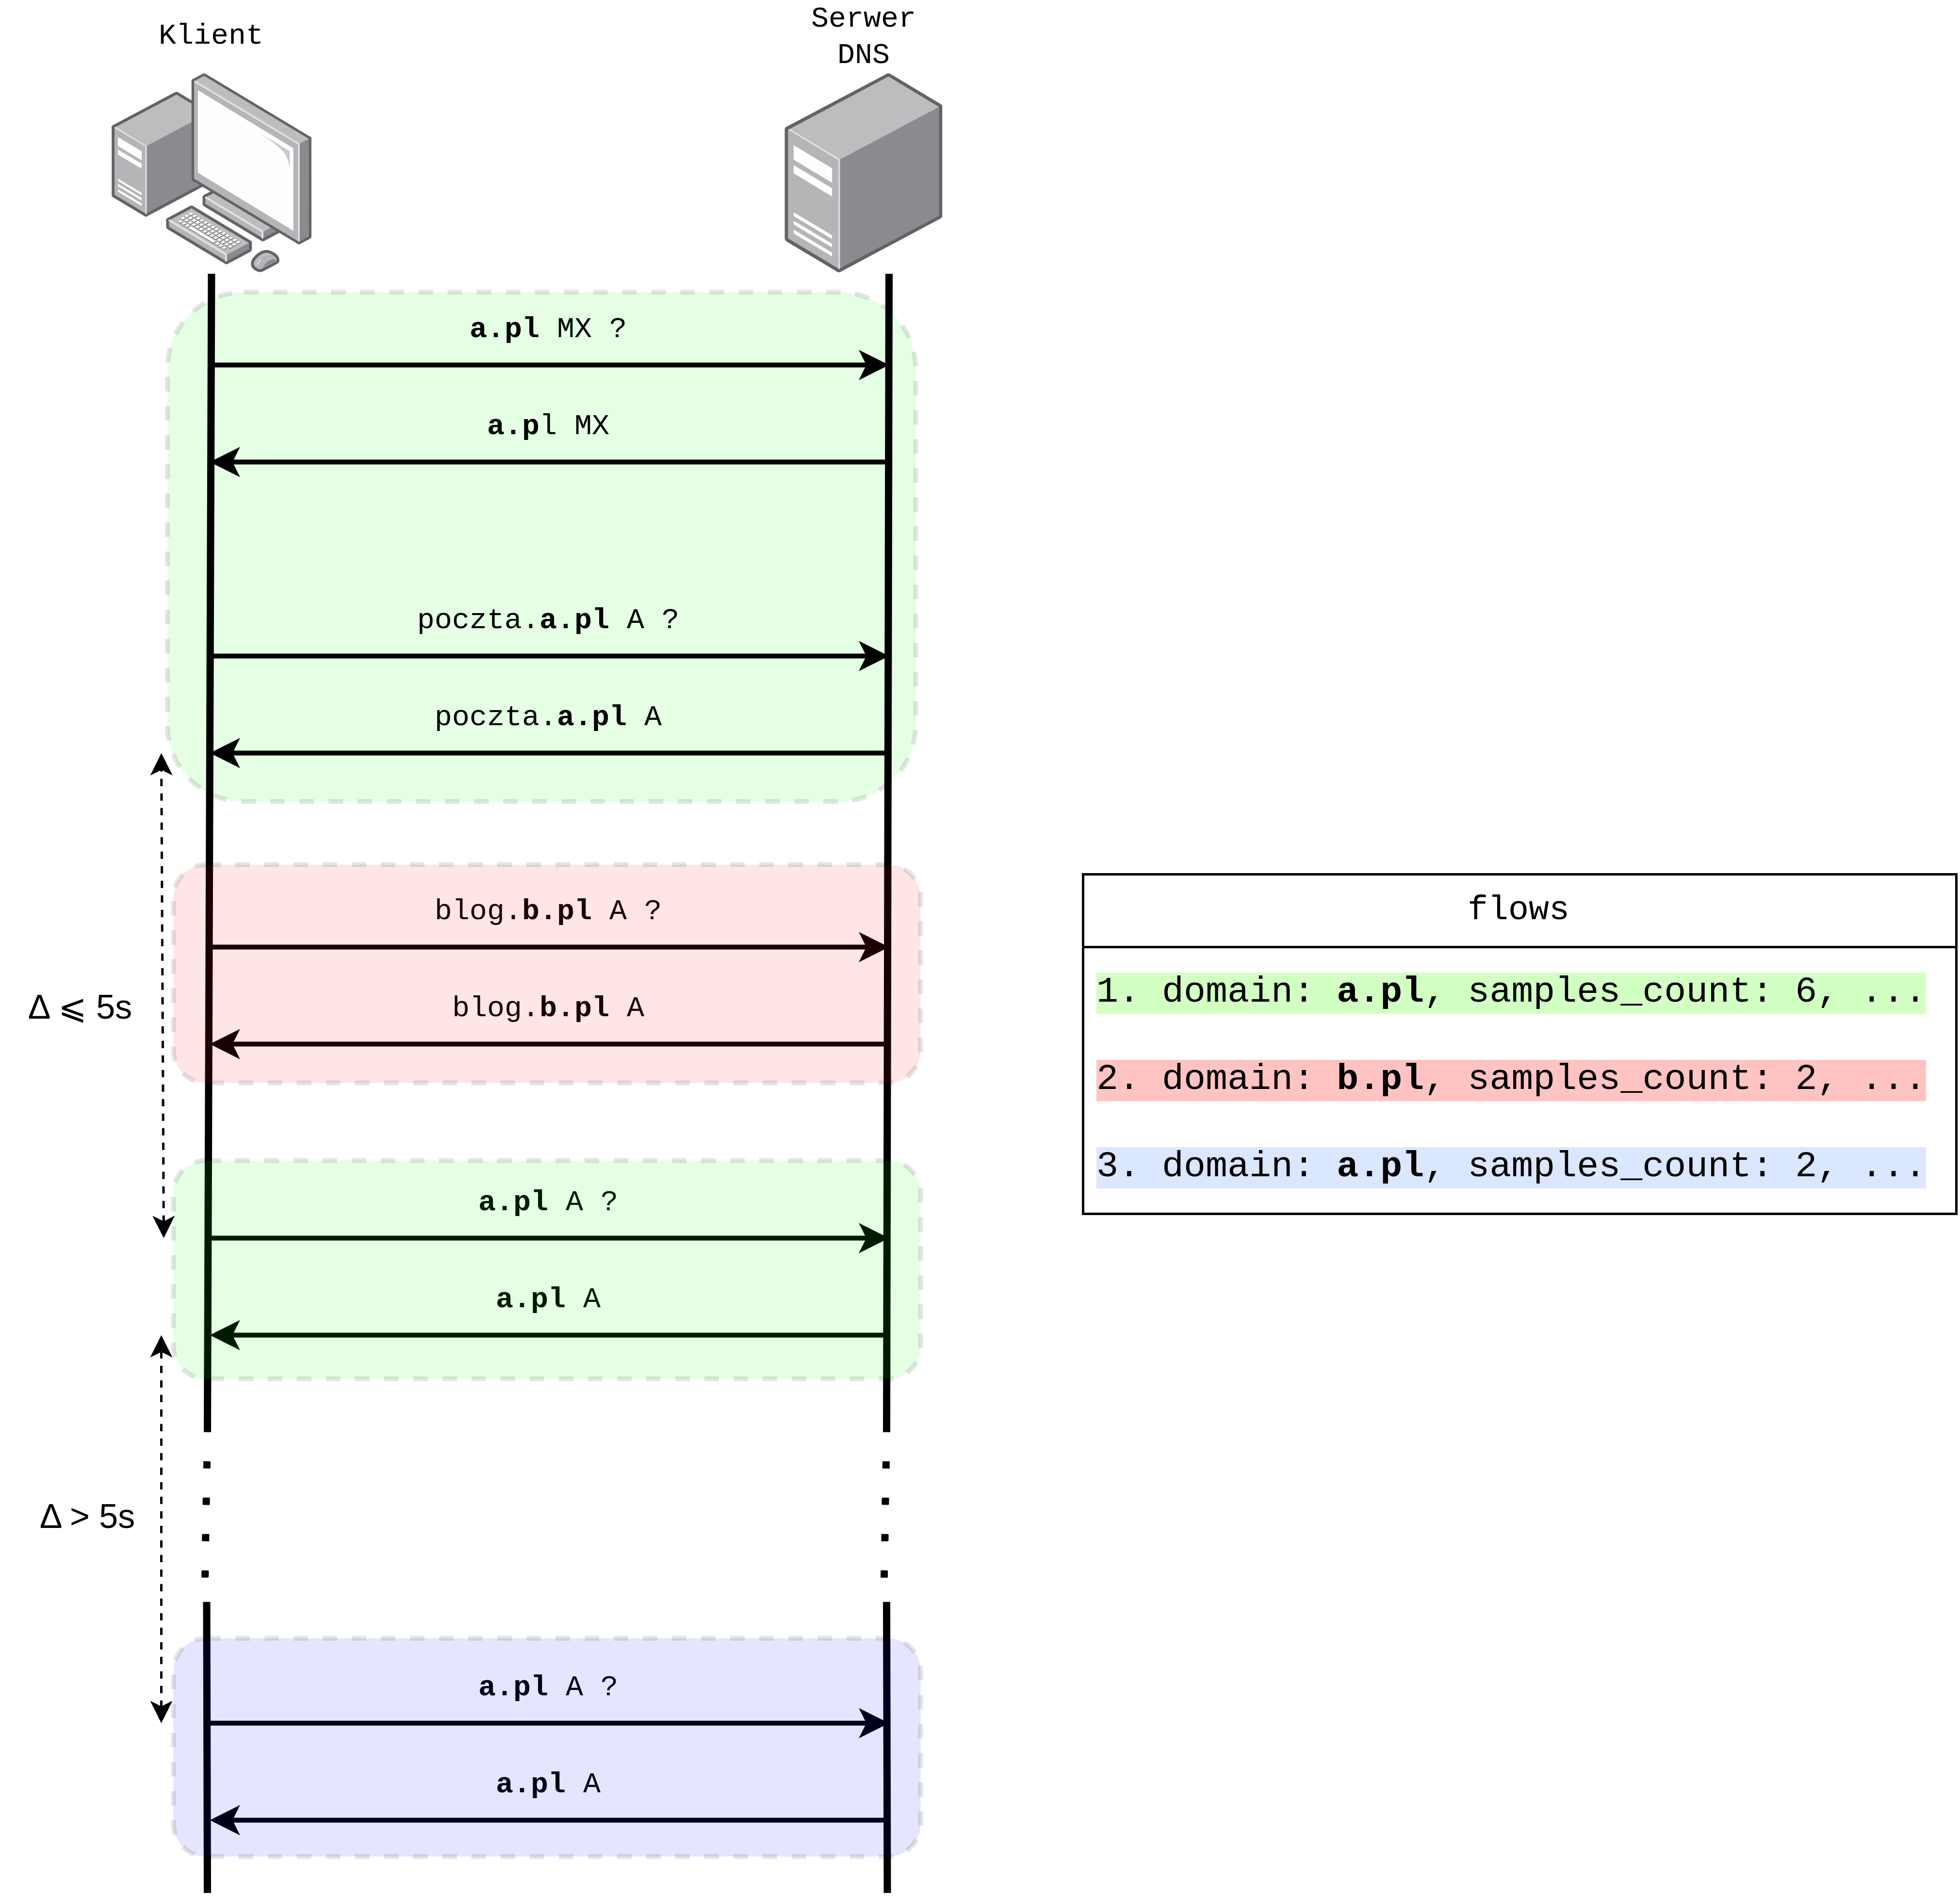 Klient
Serwer
DNS
a.pl MX ?
a.pl MX
poczta.a.pl A ?
poczta.a.pl A
blog.b.pl A ?
blog.b.pl A
Δ ⩽ 5s
a.pl A ?
a.pl A
Δ > 5s
a.pl A ?
a.pl A
flows
1. domain: a.pl, samples_count: 6, ...
2. domain: b.pl, samples_count: 2, ...
3. domain: a.pl, samples_count: 2, ...